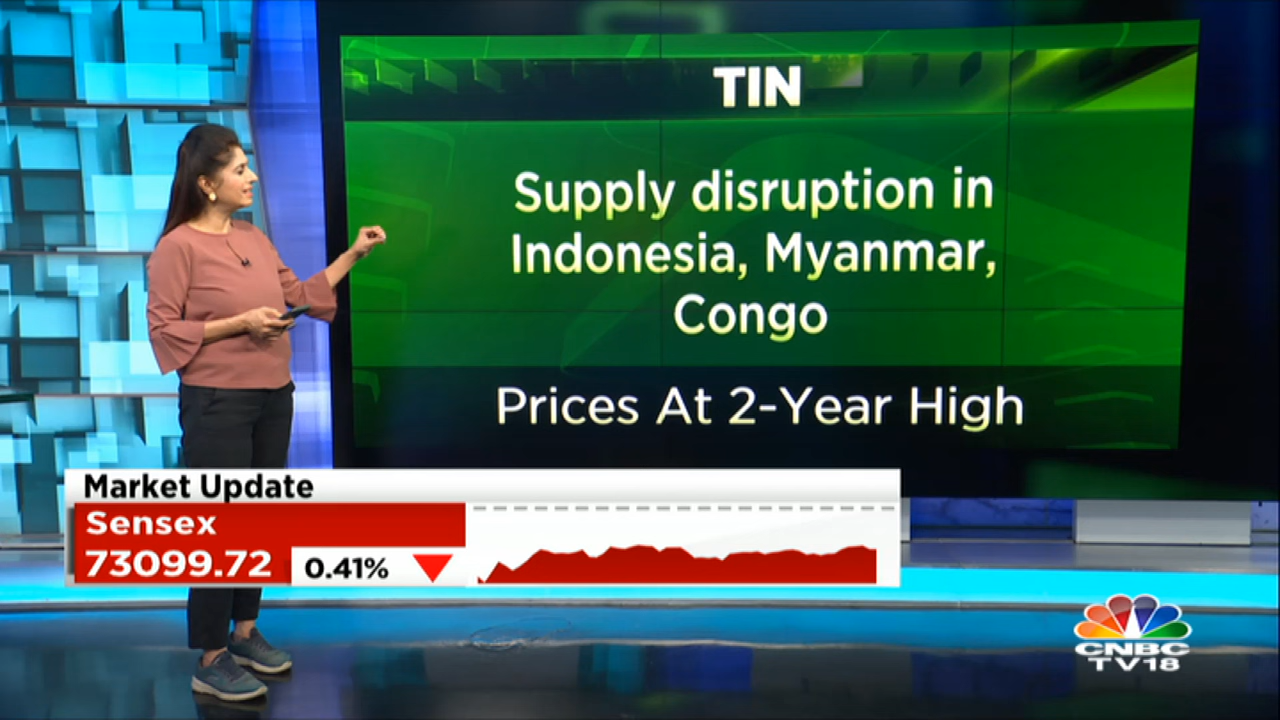 TIN
Supply disruption in
Indonesia, Myanmar,
Congo
Prices At 2-Year High
Market Update
Sensex
73099.72
0.41%
CNBC
TV18